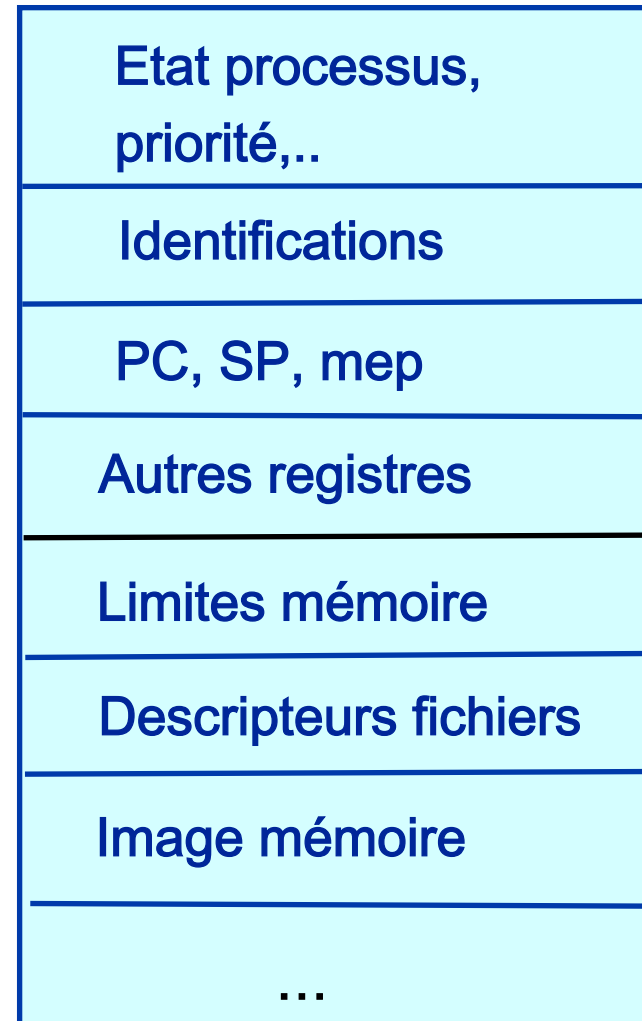 Etat processus,
priorité,..
Identifications
PC, SP, mep
Autres registres
Limites mémoire
Descripteurs fichiers
Image mémoire
...